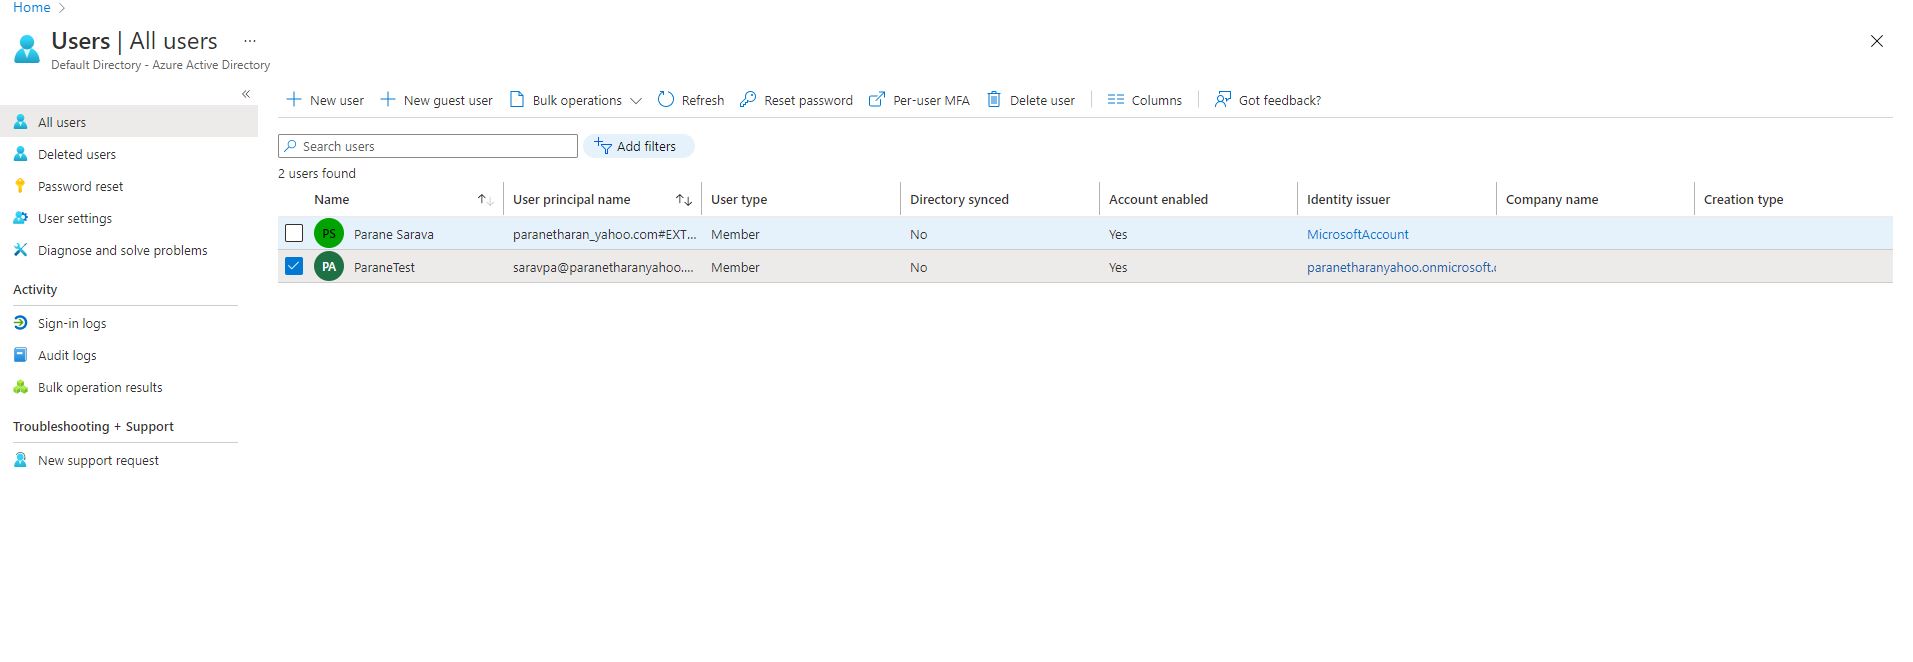 Home
Users | All users ...
Default Directory - Azure Active Directory
All users
Deleted users
Password reset
User settings
Diagnose and solve problems
Activity
Sign-in logs
Audit logs
Bulk operation results
Troubleshooting + Support
New support request
New user New guest user Bulk operations Refresh Reset password Per-user MFA Delete user Columns Got feedback?
Search users Add filters
2 users found
Name User principal name User type Directory synced Account enabled Identity issuer Company name Creation type
PS Parane Sarava paranetharan_yahoo.com#EXT... Member No Yes MicrosoftAccount
PA ParaneTest saravpa@paranetharanyahoo.... Member No Yes paranetharanyahoo.onmicrosoft.c